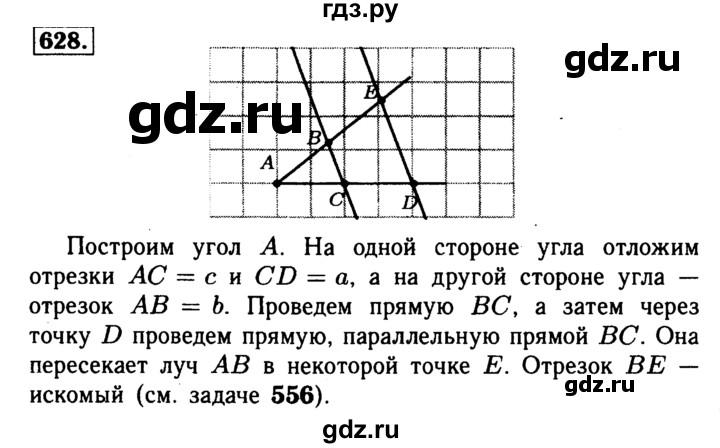 гдз.ру
628.
gdz.ru
E
gdz.ru
B
A
C
D
Построим угол A. На одной стороне угла отложим
отрезки AC = c и CD = a, а на другой стороне угла —
отрезок AB = b. Проведем прямую BC, а затем через
точку D проведем прямую, параллельную прямой BC. Она
пересекает луч AB в некоторой точке E. Отрезок BE —
искомый (см. задаче 556).
gdz.ru